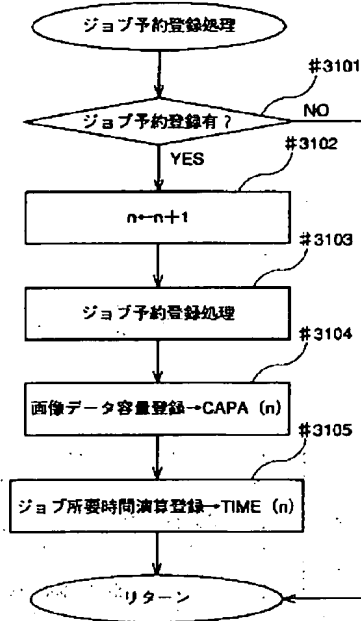 ジョブ予約登録処理
#3101
ジョブ予約登録有?
NO
YES
#3102
n←n+1
#3103
ジョブ予約登録処理
#3104
画像データ容量登録→CAPA (n)
#3105
ジョブ所要時間演算登録→TIME (n)
リターン